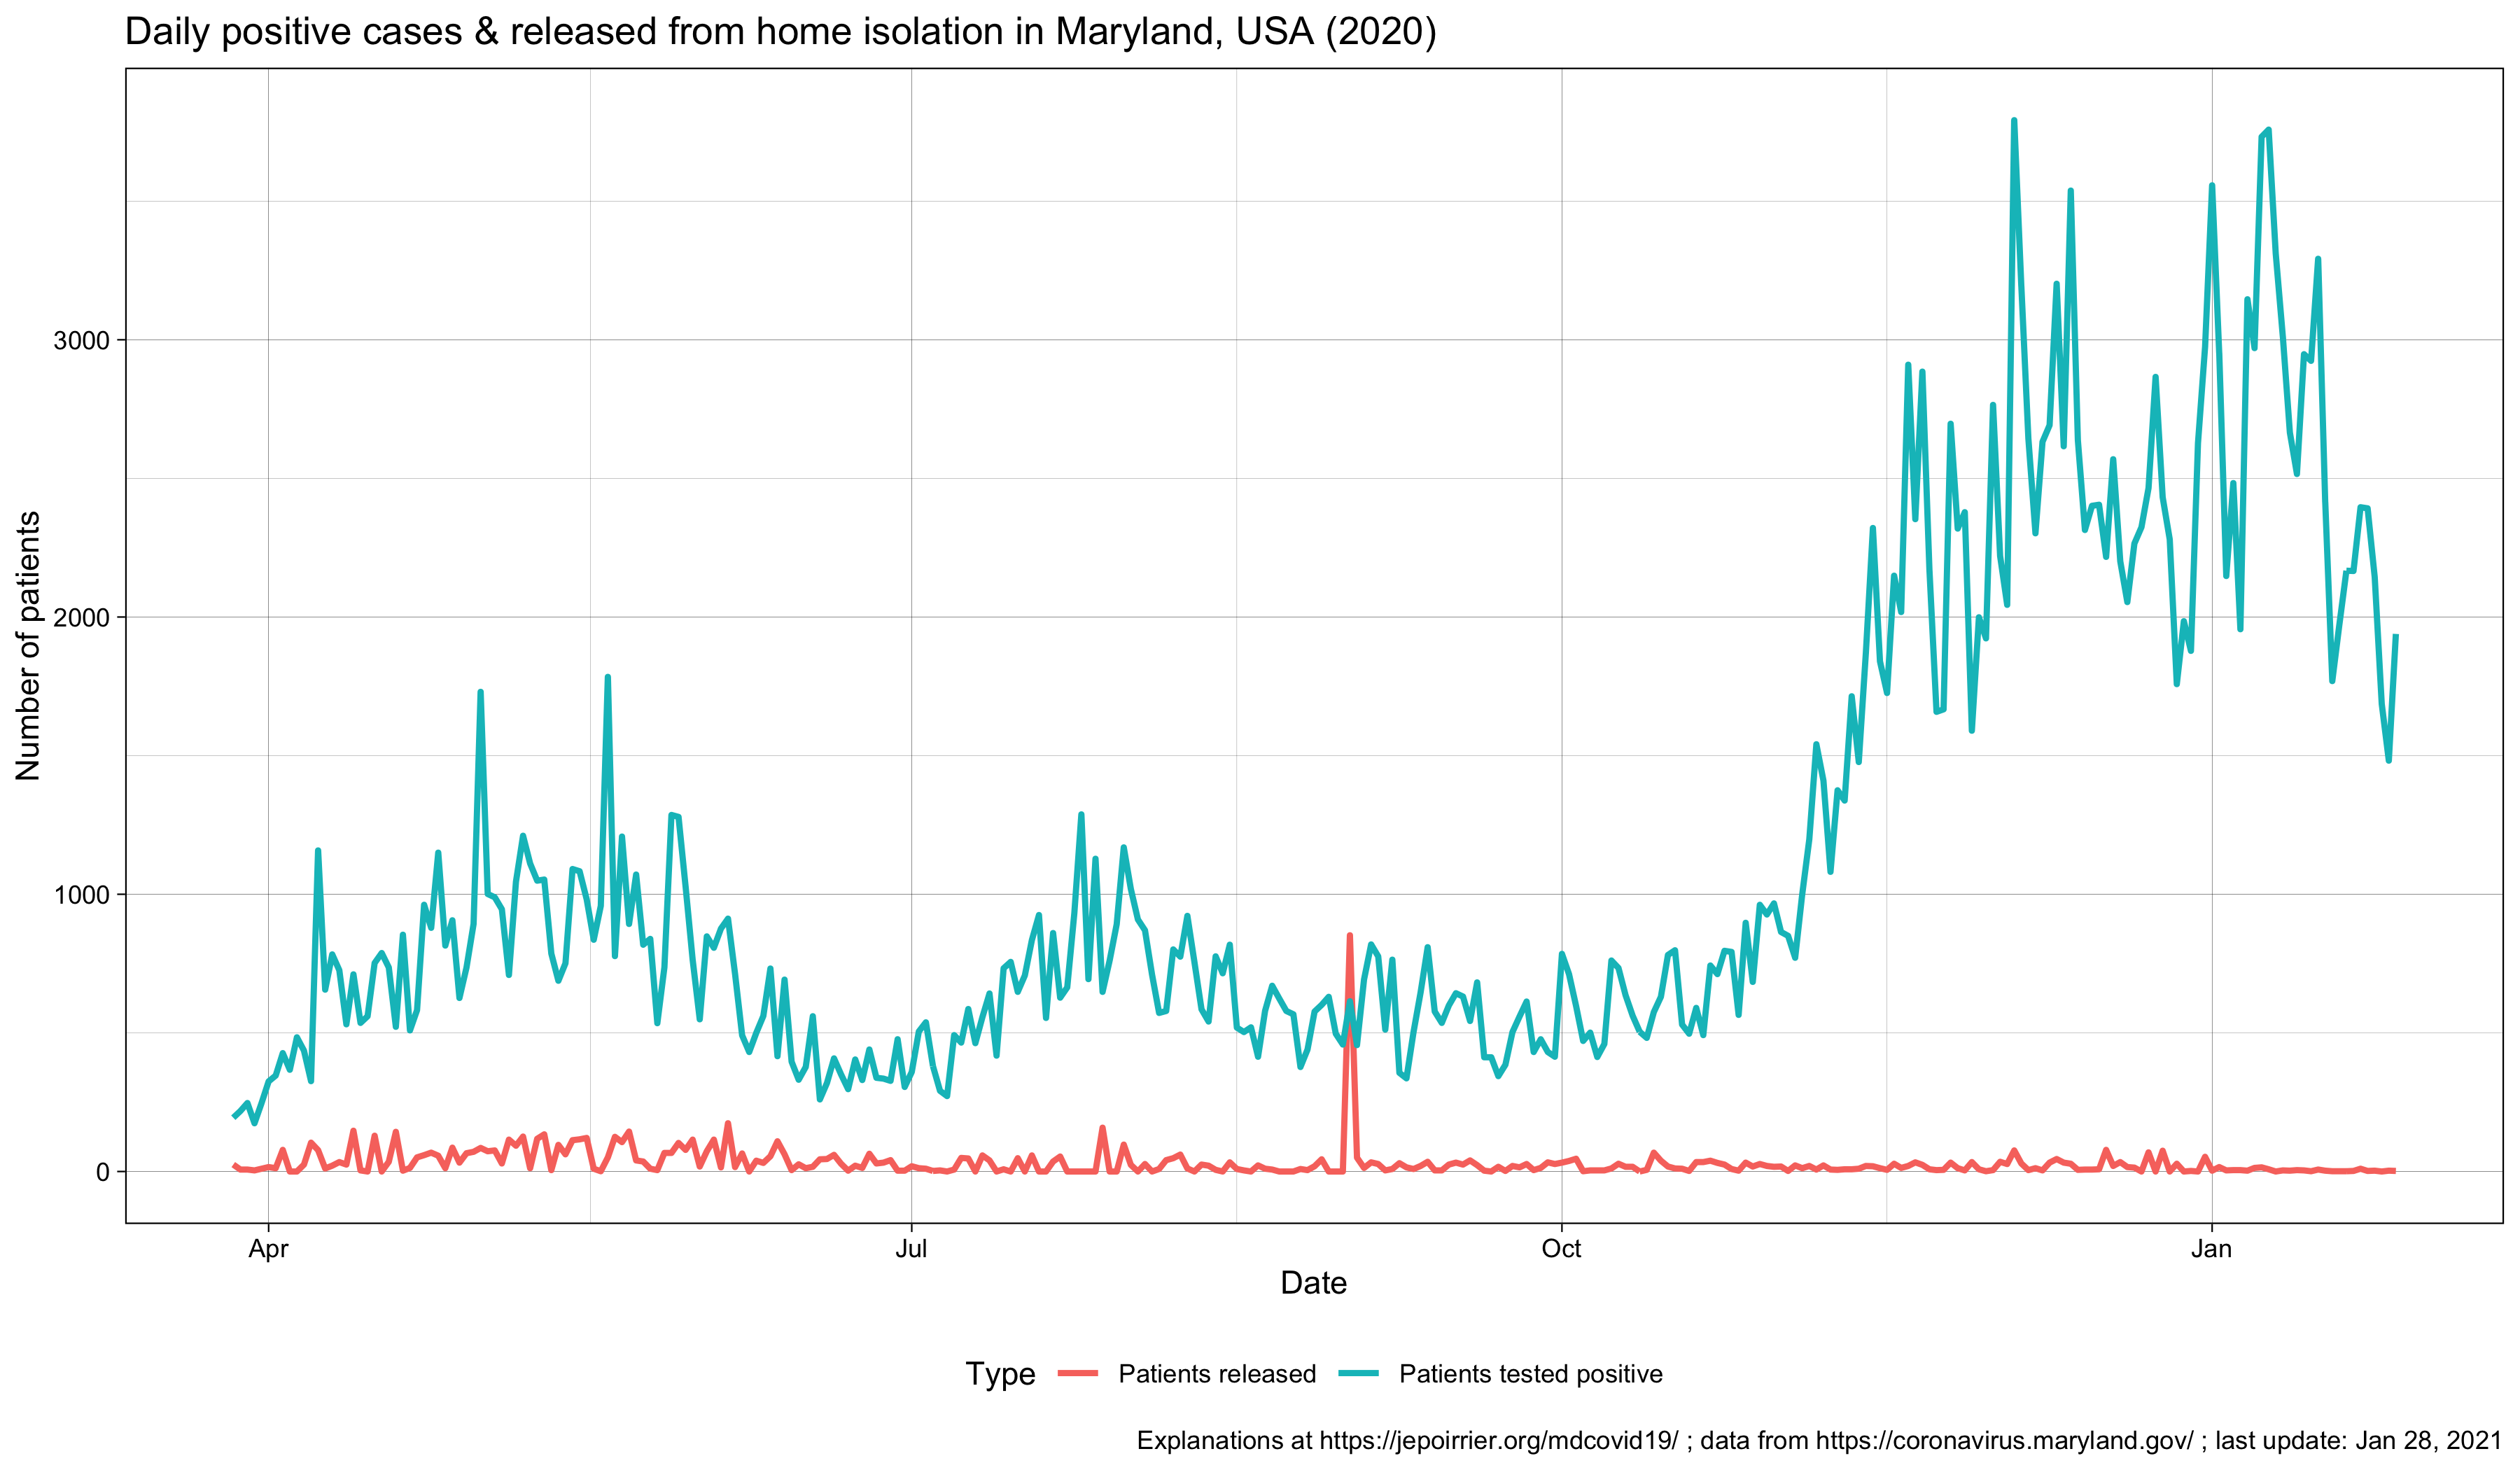 Daily positive cases & released from home isolation in Maryland, USA (2020)
Number of patients
3000
2000
1000
0
Apr
Jul
Oct
Jan
Date
Type
Patients released
Patients tested positive
Explanations at https://jepoirrier.org/mdcovid19/ ; data from https://coronavirus.maryland.gov/ ; last update: Jan 28, 2021